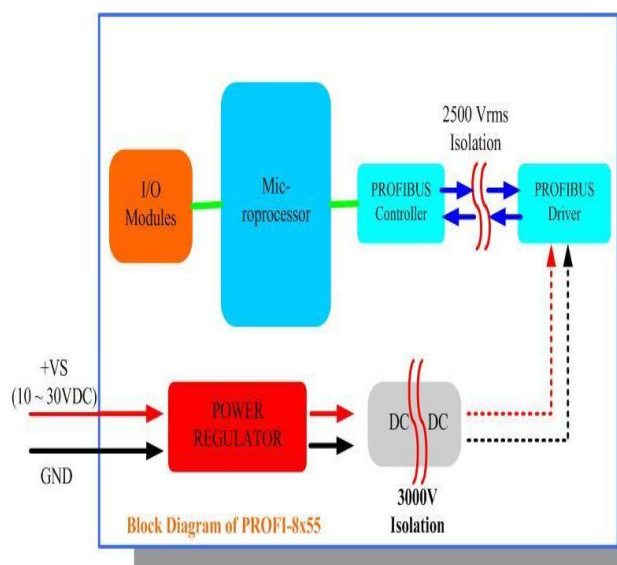 2500 Vrms
Isolation
I/O
Modules
Mic-
roprocessor
PROFIBUS
Controller
PROFIBUS
Driver
+VS
(10 ~ 30VDC)
GND
POWER
REGULATOR
DC DC
3000V
Isolation
Block Diagram of PROFI-8x55